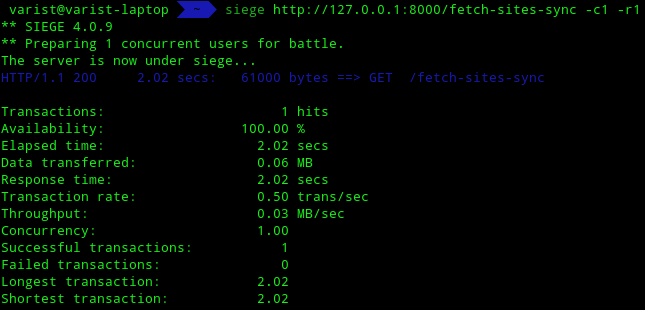 varist@varist-laptop ~ siege http://127.0.0.1:8000/fetch-sites-sync -c1 -r1
** SIEGE 4.0.9
** Preparing 1 concurrent users for battle.
The server is now under siege...
HTTP/1.1 200 2.02 secs: 61000 bytes ==> GET /fetch-sites-sync
Transactions: 1 hits
Availability: 100.00 %
Elapsed time: 2.02 secs
Data transferred: 0.06 MB
Response time: 2.02 secs
Transaction rate: 0.50 trans/sec
Throughput: 0.03 MB/sec
Concurrency: 1.00
Successful transactions: 1
Failed transactions: 0
Longest transaction: 2.02
Shortest transaction: 2.02